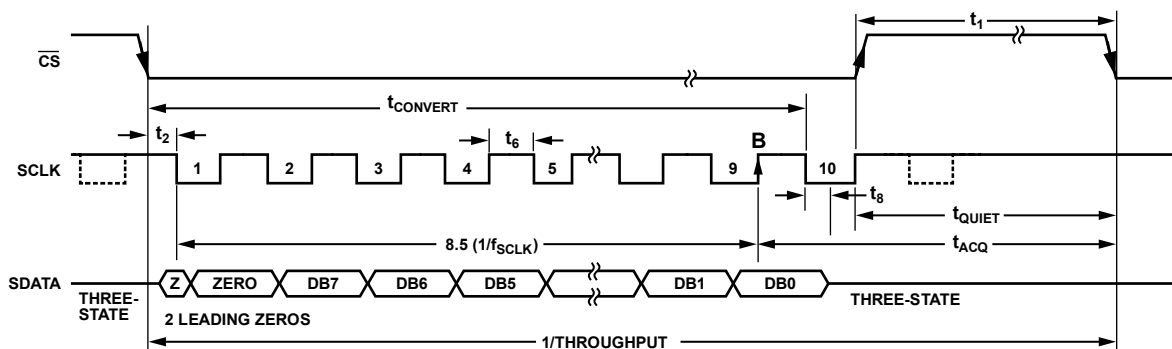 t1
CS
tCONVERT
t2
t6
B
SCLK
1
2
3
4
5
9
10
t8
tQUIET
8.5 (1/fSCLK)
tACQ
SDATA
Z
ZERO
DB7
DB6
DB5
DB1
DB0
THREE-
STATE
THREE-STATE
2 LEADING ZEROS
1/THROUGHPUT